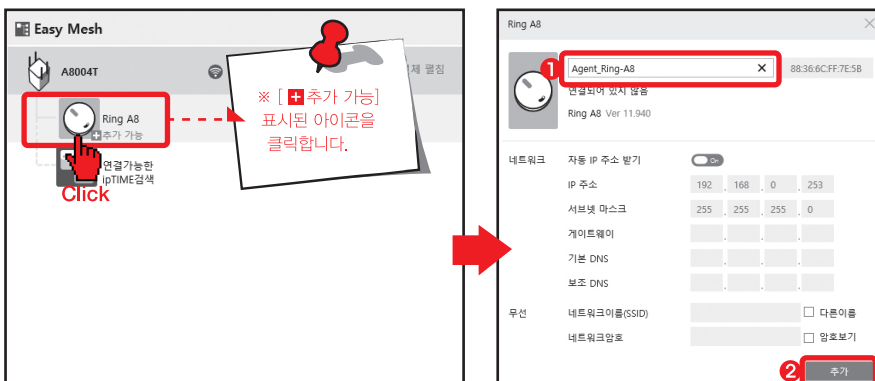 Easy Mesh
A8004T
체 펼침
Ring A8
+추가 가능
연결가능한
ipTIME검색
Click
※ [ +추가 가능]
표시된 아이콘을
클릭합니다.
Ring A8
1
Agent_Ring-A8
88:36:6C:FF:7E:5B
연결되어 있지 않음
Ring A8 Ver 11.940
네트워크 자동 IP 주소 받기 On
IP 주소 192 . 168 . 0 . 253
서브넷 마스크 255 . 255 . 255 . 0
게이트웨이 . . .
기본 DNS . . .
보조 DNS . . .
무선 네트워크이름(SSID) 다른이름
네트워크암호 암호보기
2 추가